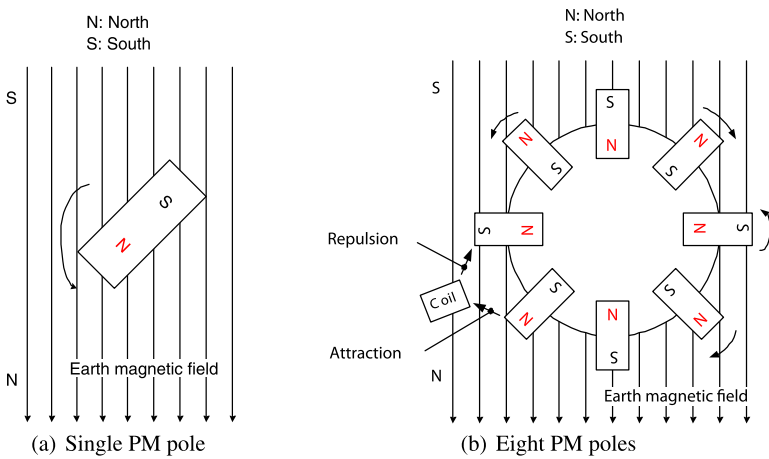 N: North
S: South
S
S
N
N
Earth magnetic field
(a) Single PM pole
N: North
S: South
S
S
N
N
S
N
S
S
N
N
S
Repulsion
Coil
S
N
N
S
S
N
Attraction
N
Earth magnetic field
(b) Eight PM poles